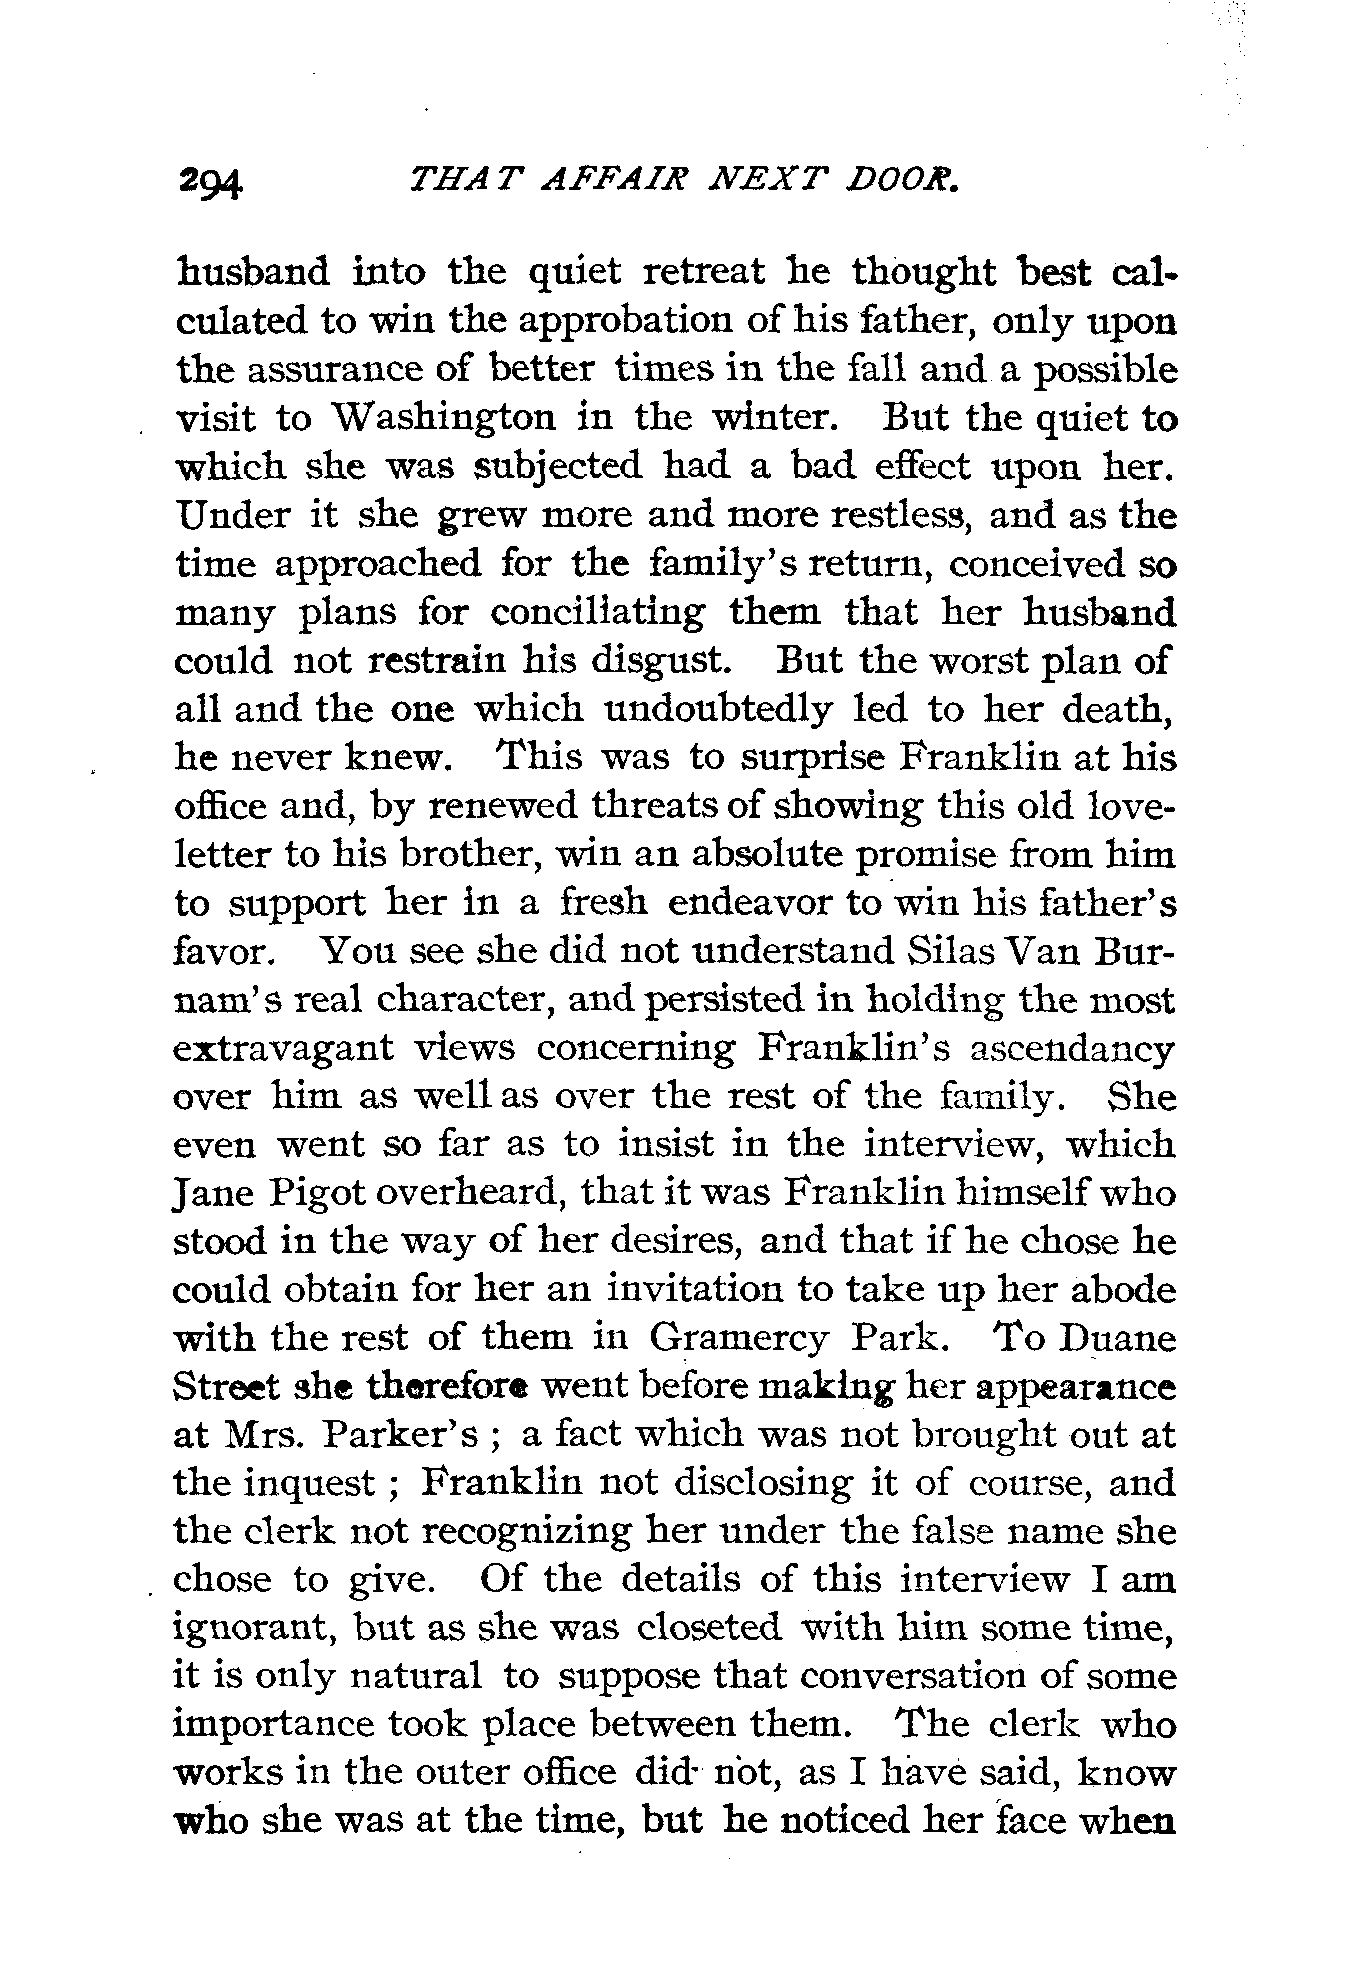 294 THAT AFFAIR NEXT DOOR.
husband into the quiet retreat he thought best cal-
culated to win the approbation of his father, only upon
the assurance of better times in the fall and a possible
visit to Washington in the winter. But the quiet to
which she was subjected had a bad effect upon her.
Under it she grew more and more restless, and as the
time approached for the family's return, conceived so
many plans for conciliating them that her husband
could not restrain his disgust. But the worst plan of
all and the one which undoubtedly led to her death,
he never knew. This was to surprise Franklin at his
office and, by renewed threats of showing this old love-
letter to his brother, win an absolute promise from him
to support her in a fresh endeavor to win his father's
favor. You see she did not understand Silas Van Bur-
nam's real character, and persisted in holding the most
extravagant views concerning Franklin's ascendancy
over him as well as over the rest of the family. She
even went so far as to insist in the interview, which
Jane Pigot overheard, that it was Franklin himself who
stood in the way of her desires, and that if he chose he
could obtain for her an invitation to take up her abode
with the rest of them in Gramercy Park. To Duane
Street she therefore went before making her appearance
at Mrs. Parker's ; a fact which was not brought out at
the inquest ; Franklin not disclosing it of course, and
the clerk not recognizing her under the false name she
chose to give. Of the details of this interview I am
ignorant, but as she was closeted with him some time,
it is only natural to suppose that conversation of some
importance took place between them. The clerk who
works in the outer office did not, as I have said, know
who she was at the time, but he noticed her face when